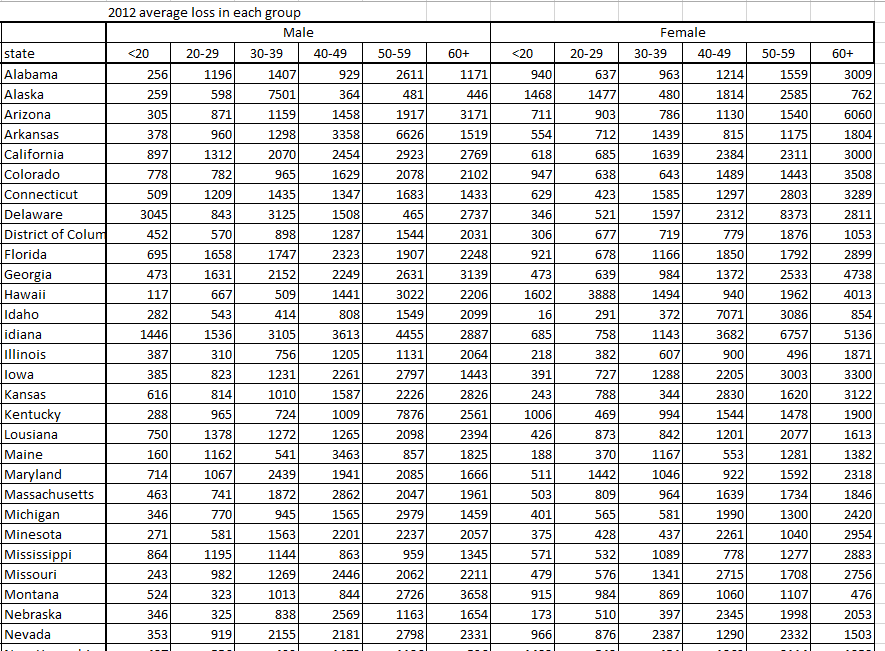 2012 average loss in each group
Male Female
state <20 20-29 30-39 40-49 50-59 60+ <20 20-29 30-39 40-49 50-59 60+
Alabama 256 1196 1407 929 2611 1171 940 637 963 1214 1559 3009
Alaska 259 598 7501 364 481 446 1468 1477 480 1814 2585 762
Arizona 305 871 1159 1458 1917 3171 711 903 786 1130 1540 6060
Arkansas 378 960 1298 3358 6626 1519 554 712 1439 815 1175 1804
California 897 1312 2070 2454 2923 2769 618 685 1639 2384 2311 3000
Colorado 778 782 965 1629 2078 2102 947 638 643 1489 1443 3508
Connecticut 509 1209 1435 1347 1683 1433 629 423 1585 1297 2803 3289
Delaware 3045 843 3125 1508 465 2737 346 521 1597 2312 8373 2811
District of Colum 452 570 898 1287 1544 2031 306 677 719 779 1876 1053
Florida 695 1658 1747 2323 1907 2248 921 678 1166 1850 1792 2899
Georgia 473 1631 2152 2249 2631 3139 473 639 984 1372 2533 4738
Hawaii 117 667 509 1441 3022 2206 1602 3888 1494 940 1962 4013
Idaho 282 543 414 808 1549 2099 16 291 372 7071 3086 854
idiana 1446 1536 3105 3613 4455 2887 685 758 1143 3682 6757 5136
Illinois 387 310 756 1205 1131 2064 218 382 607 900 496 1871
Iowa 385 823 1231 2261 2797 1443 391 727 1288 2205 3003 3300
Kansas 616 814 1010 1587 2226 2826 243 788 344 2830 1620 3122
Kentucky 288 965 724 1009 7876 2561 1006 469 994 1544 1478 1900
Lousiana 750 1378 1272 1265 2098 2394 426 873 842 1201 2077 1613
Maine 160 1162 541 3463 857 1825 188 370 1167 553 1281 1382
Maryland 714 1067 2439 1941 2085 1666 511 1442 1046 922 1592 2318
Massachusetts 463 741 1872 2862 2047 1961 503 809 964 1639 1734 1846
Michigan 346 770 945 1565 2979 1459 401 565 581 1990 1300 2420
Minesota 271 581 1563 2201 2237 2057 375 428 437 2261 1040 2954
Mississippi 864 1195 1144 863 959 1345 571 532 1089 778 1277 2883
Missouri 243 982 1269 2446 2062 2211 479 576 1341 2715 1708 2756
Montana 524 323 1013 844 2726 3658 915 984 869 1060 1107 476
Nebraska 346 325 838 2569 1163 1654 173 510 397 2345 1998 2053
Nevada 353 919 2155 2181 2798 2331 966 876 2387 1290 2332 1503